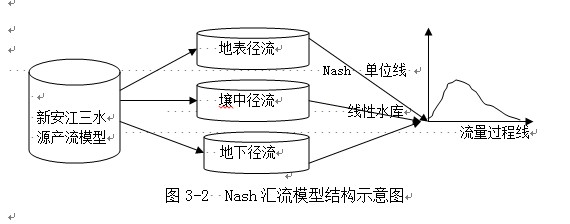 地表径流
Nash 单位线
新安江三水
源产流模型
壤中径流
线性水库
地下径流
流量过程线
图 3-2 Nash 汇流模型结构示意图